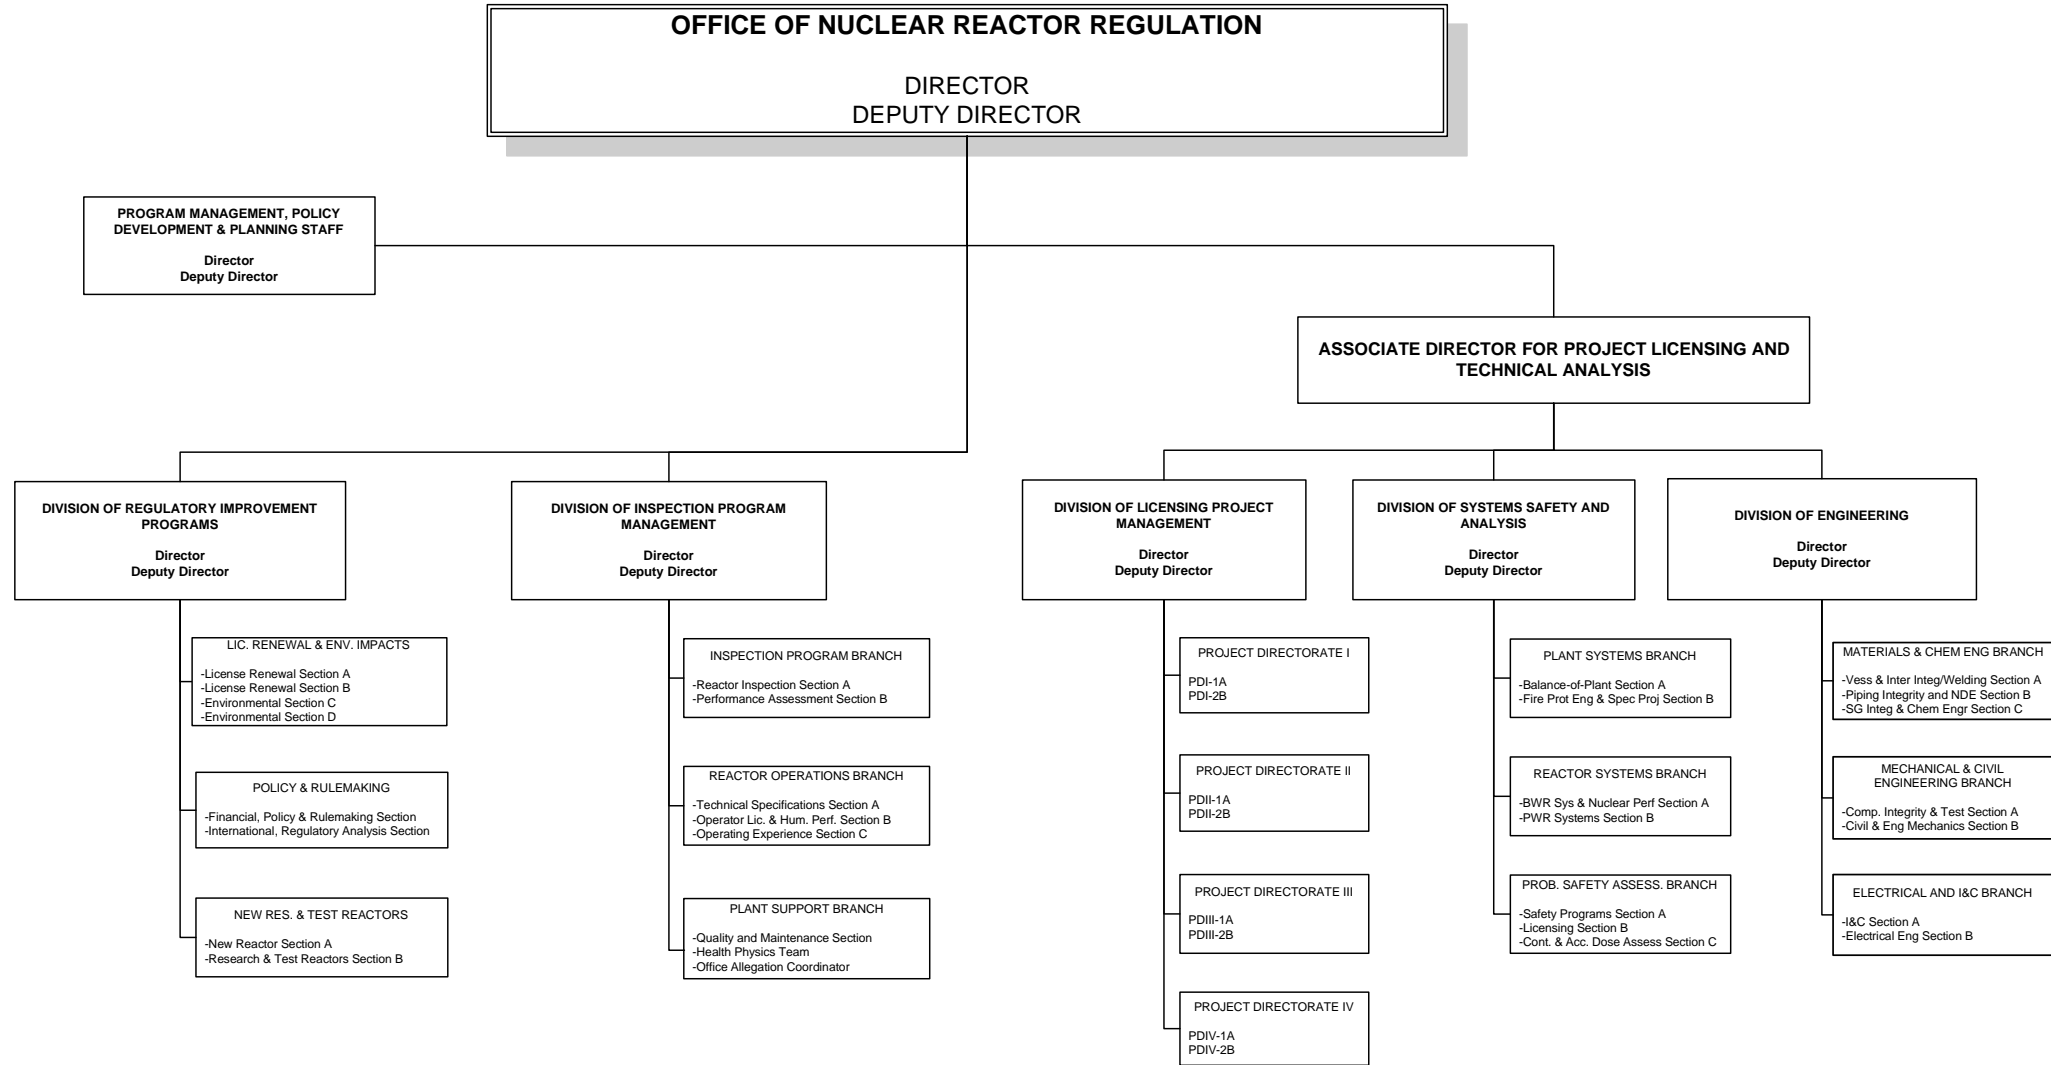 OFFICE OF NUCLEAR REACTOR REGULATION
DIRECTOR
DEPUTY DIRECTOR
PROGRAM MANAGEMENT, POLICY
DEVELOPMENT & PLANNING STAFF
Director
Deputy Director
ASSOCIATE DIRECTOR FOR PROJECT LICENSING AND
TECHNICAL ANALYSIS
DIVISION OF REGULATORY IMPROVEMENT
PROGRAMS
Director
Deputy Director
LIC. RENEWAL & ENV. IMPACTS
-License Renewal Section A
-License Renewal Section B
-Environmental Section C
-Environmental Section D
POLICY & RULEMAKING
-Financial, Policy & Rulemaking Section
-International, Regulatory Analysis Section
NEW RES. & TEST REACTORS
-New Reactor Section A
-Research & Test Reactors Section B
DIVISION OF INSPECTION PROGRAM
MANAGEMENT
Director
Deputy Director
INSPECTION PROGRAM BRANCH
-Reactor Inspection Section A
-Performance Assessment Section B
REACTOR OPERATIONS BRANCH
-Technical Specifications Section A
-Operator Lic. & Hum. Perf. Section B
-Operating Experience Section C
PLANT SUPPORT BRANCH
-Quality and Maintenance Section
-Health Physics Team
-Office Allegation Coordinator
DIVISION OF LICENSING PROJECT
MANAGEMENT
Director
Deputy Director
PROJECT DIRECTORATE I
PDI-1A
PDI-2B
PROJECT DIRECTORATE II
PDII-1A
PDII-2B
PROJECT DIRECTORATE III
PDIII-1A
PDIII-2B
PROJECT DIRECTORATE IV
PDIV-1A
PDIV-2B
DIVISION OF SYSTEMS SAFETY AND
ANALYSIS
Director
Deputy Director
PLANT SYSTEMS BRANCH
-Balance-of-Plant Section A
-Fire Prot Eng & Spec Proj Section B
REACTOR SYSTEMS BRANCH
-BWR Sys & Nuclear Perf Section A
-PWR Systems Section B
PROB. SAFETY ASSESS. BRANCH
-Safety Programs Section A
-Licensing Section B
-Cont. & Acc. Dose Assess Section C
DIVISION OF ENGINEERING
Director
Deputy Director
MATERIALS & CHEM ENG BRANCH
-Vess & Inter Integ/Welding Section A
-Piping Integrity and NDE Section B
-SG Integ & Chem Engr Section C
MECHANICAL & CIVIL
ENGINEERING BRANCH
-Comp. Integrity & Test Section A
-Civil & Eng Mechanics Section B
ELECTRICAL AND I&C BRANCH
-I&C Section A
-Electrical Eng Section B